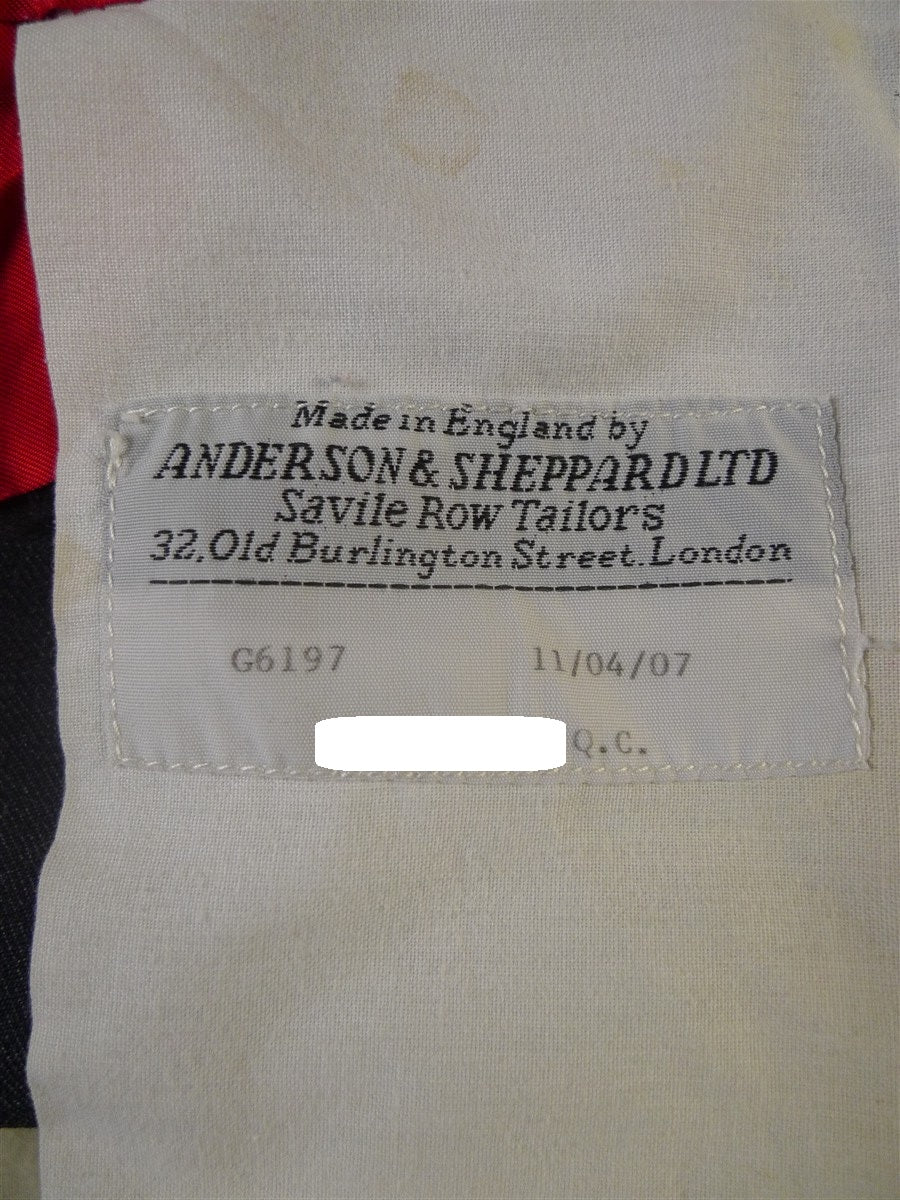 Made in England by
ANDERSON & SHEPPARD LTD
Savile Row Tailors
32, Old Burlington Street. London
G6197 11/04/07
Q.C.